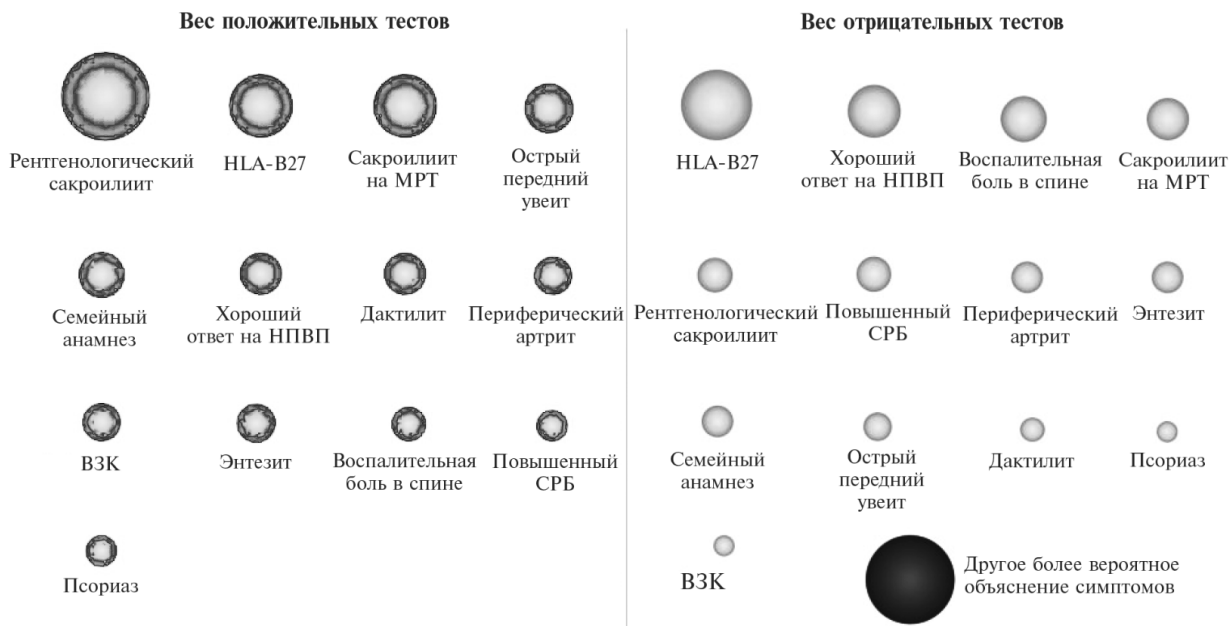 Вес положительных тестов
Рентгенологический
сакроилиит
HLA-B27
Сакроилиит
на МРТ
Острый
передний
увеит
Семейный
анамнез
Хороший
ответ на НПВП
Дактилит
Периферический
артрит
ВЗК
Энтезит
Воспалительная
боль в спине
Повышенный
СРБ
Псориаз
Вес отрицательных тестов
HLA-B27
Хороший
ответ на НПВП
Воспалительная
боль в спине
Сакроилиит
на МРТ
Рентгенологический
сакроилиит
Повышенный
СРБ
Периферический
артрит
Энтезит
Семейный
анамнез
Острый
передний
увеит
Дактилит
Псориаз
ВЗК
Другое более вероятное
объяснение симптомов